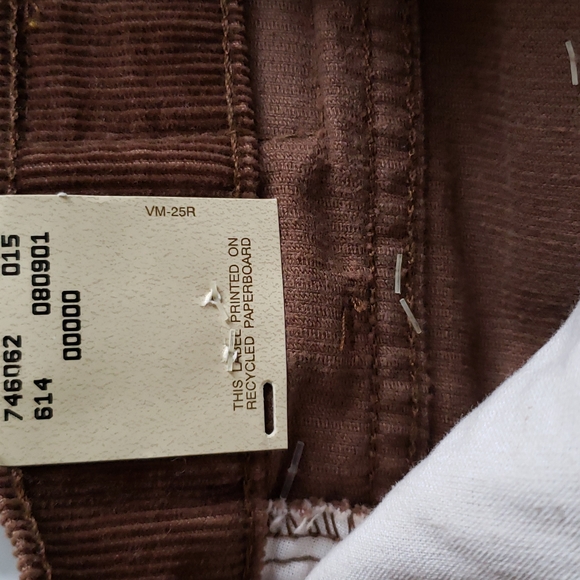 VM-25R
THIS LABEL PRINTED ON
RECYCLED PAPERBOARD
746062 015
614 080901
00000